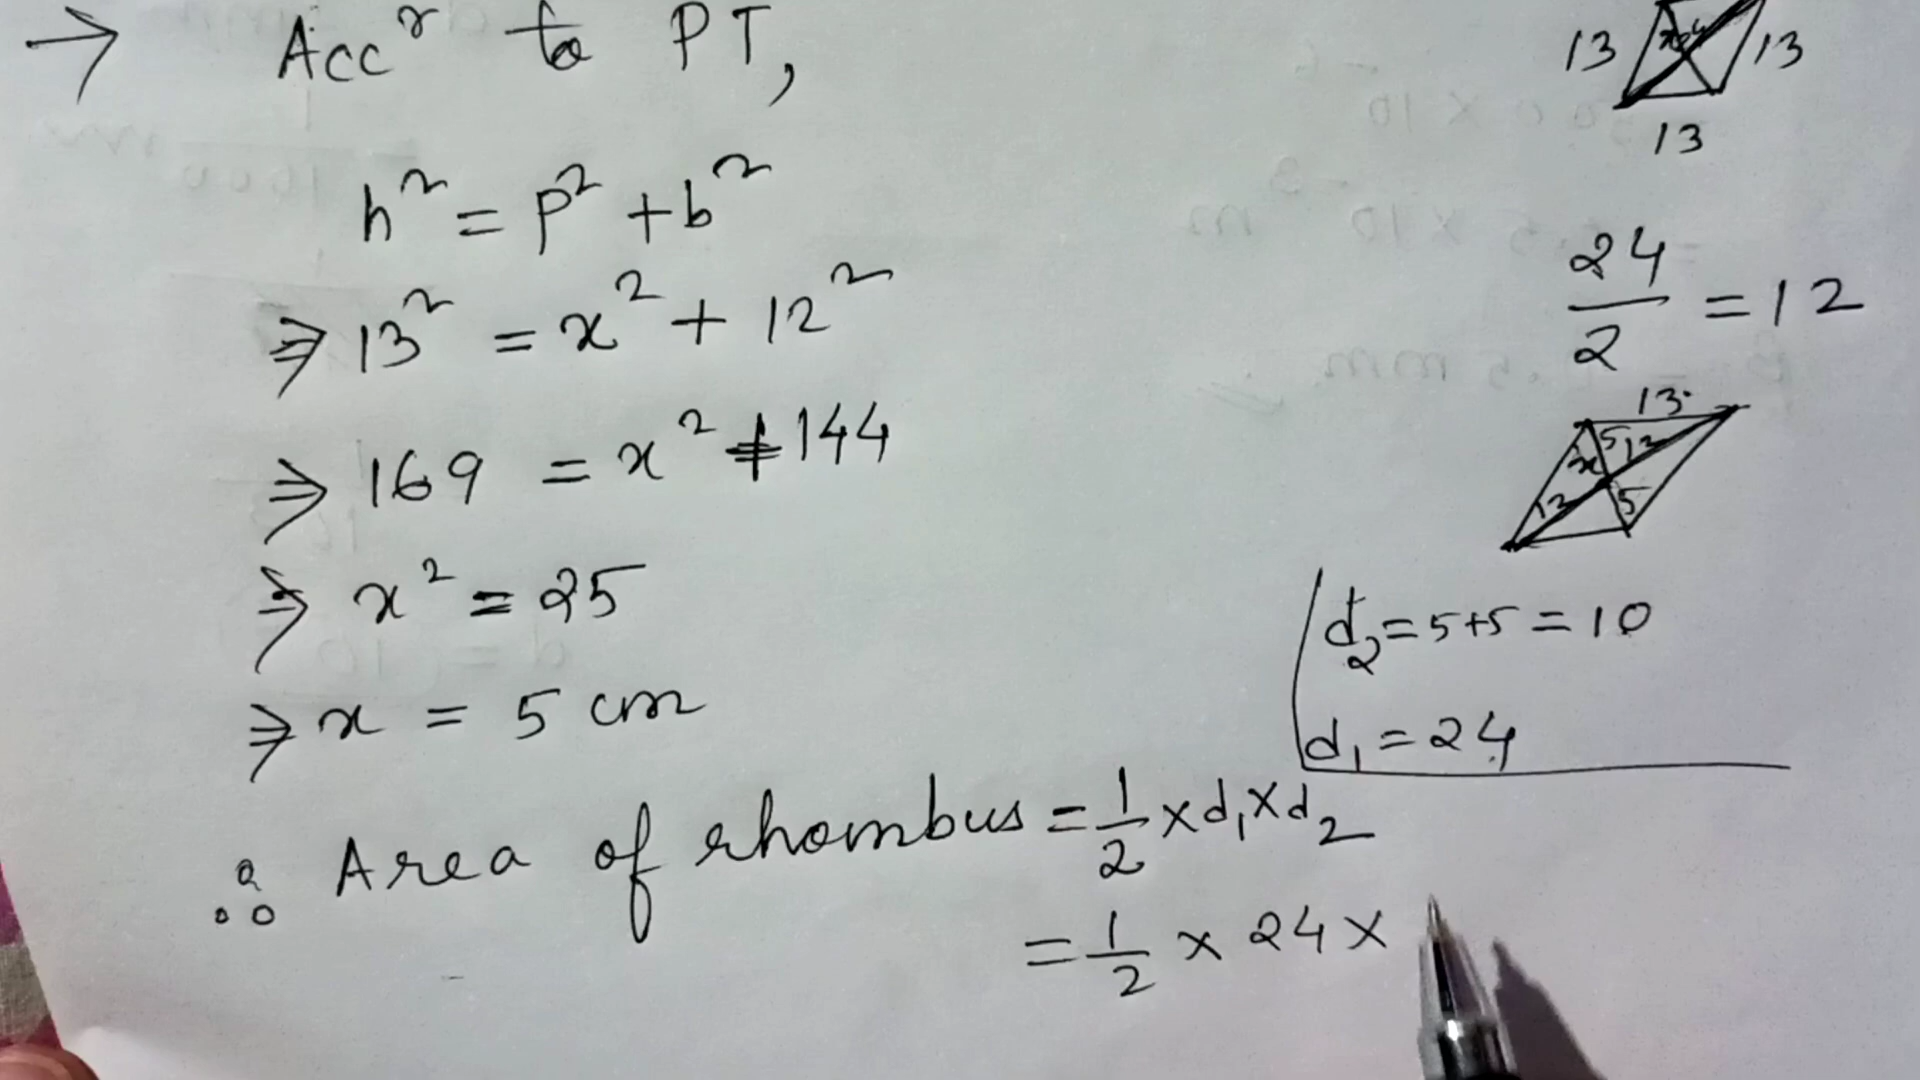 → Accʳ to PT,
h² = p² + b²
⇒ 13² = x² + 12²
⇒ 169 = x² + 144
⇒ x² = 25
⇒ x = 5 cm
∴ Area of rhombus = 1/2 × d₁ × d₂
= 1/2 × 24 ×
13 13
13
24/2 = 12
13
5 12
x
12 5
d₂ = 5+5 = 10
d₁ = 24